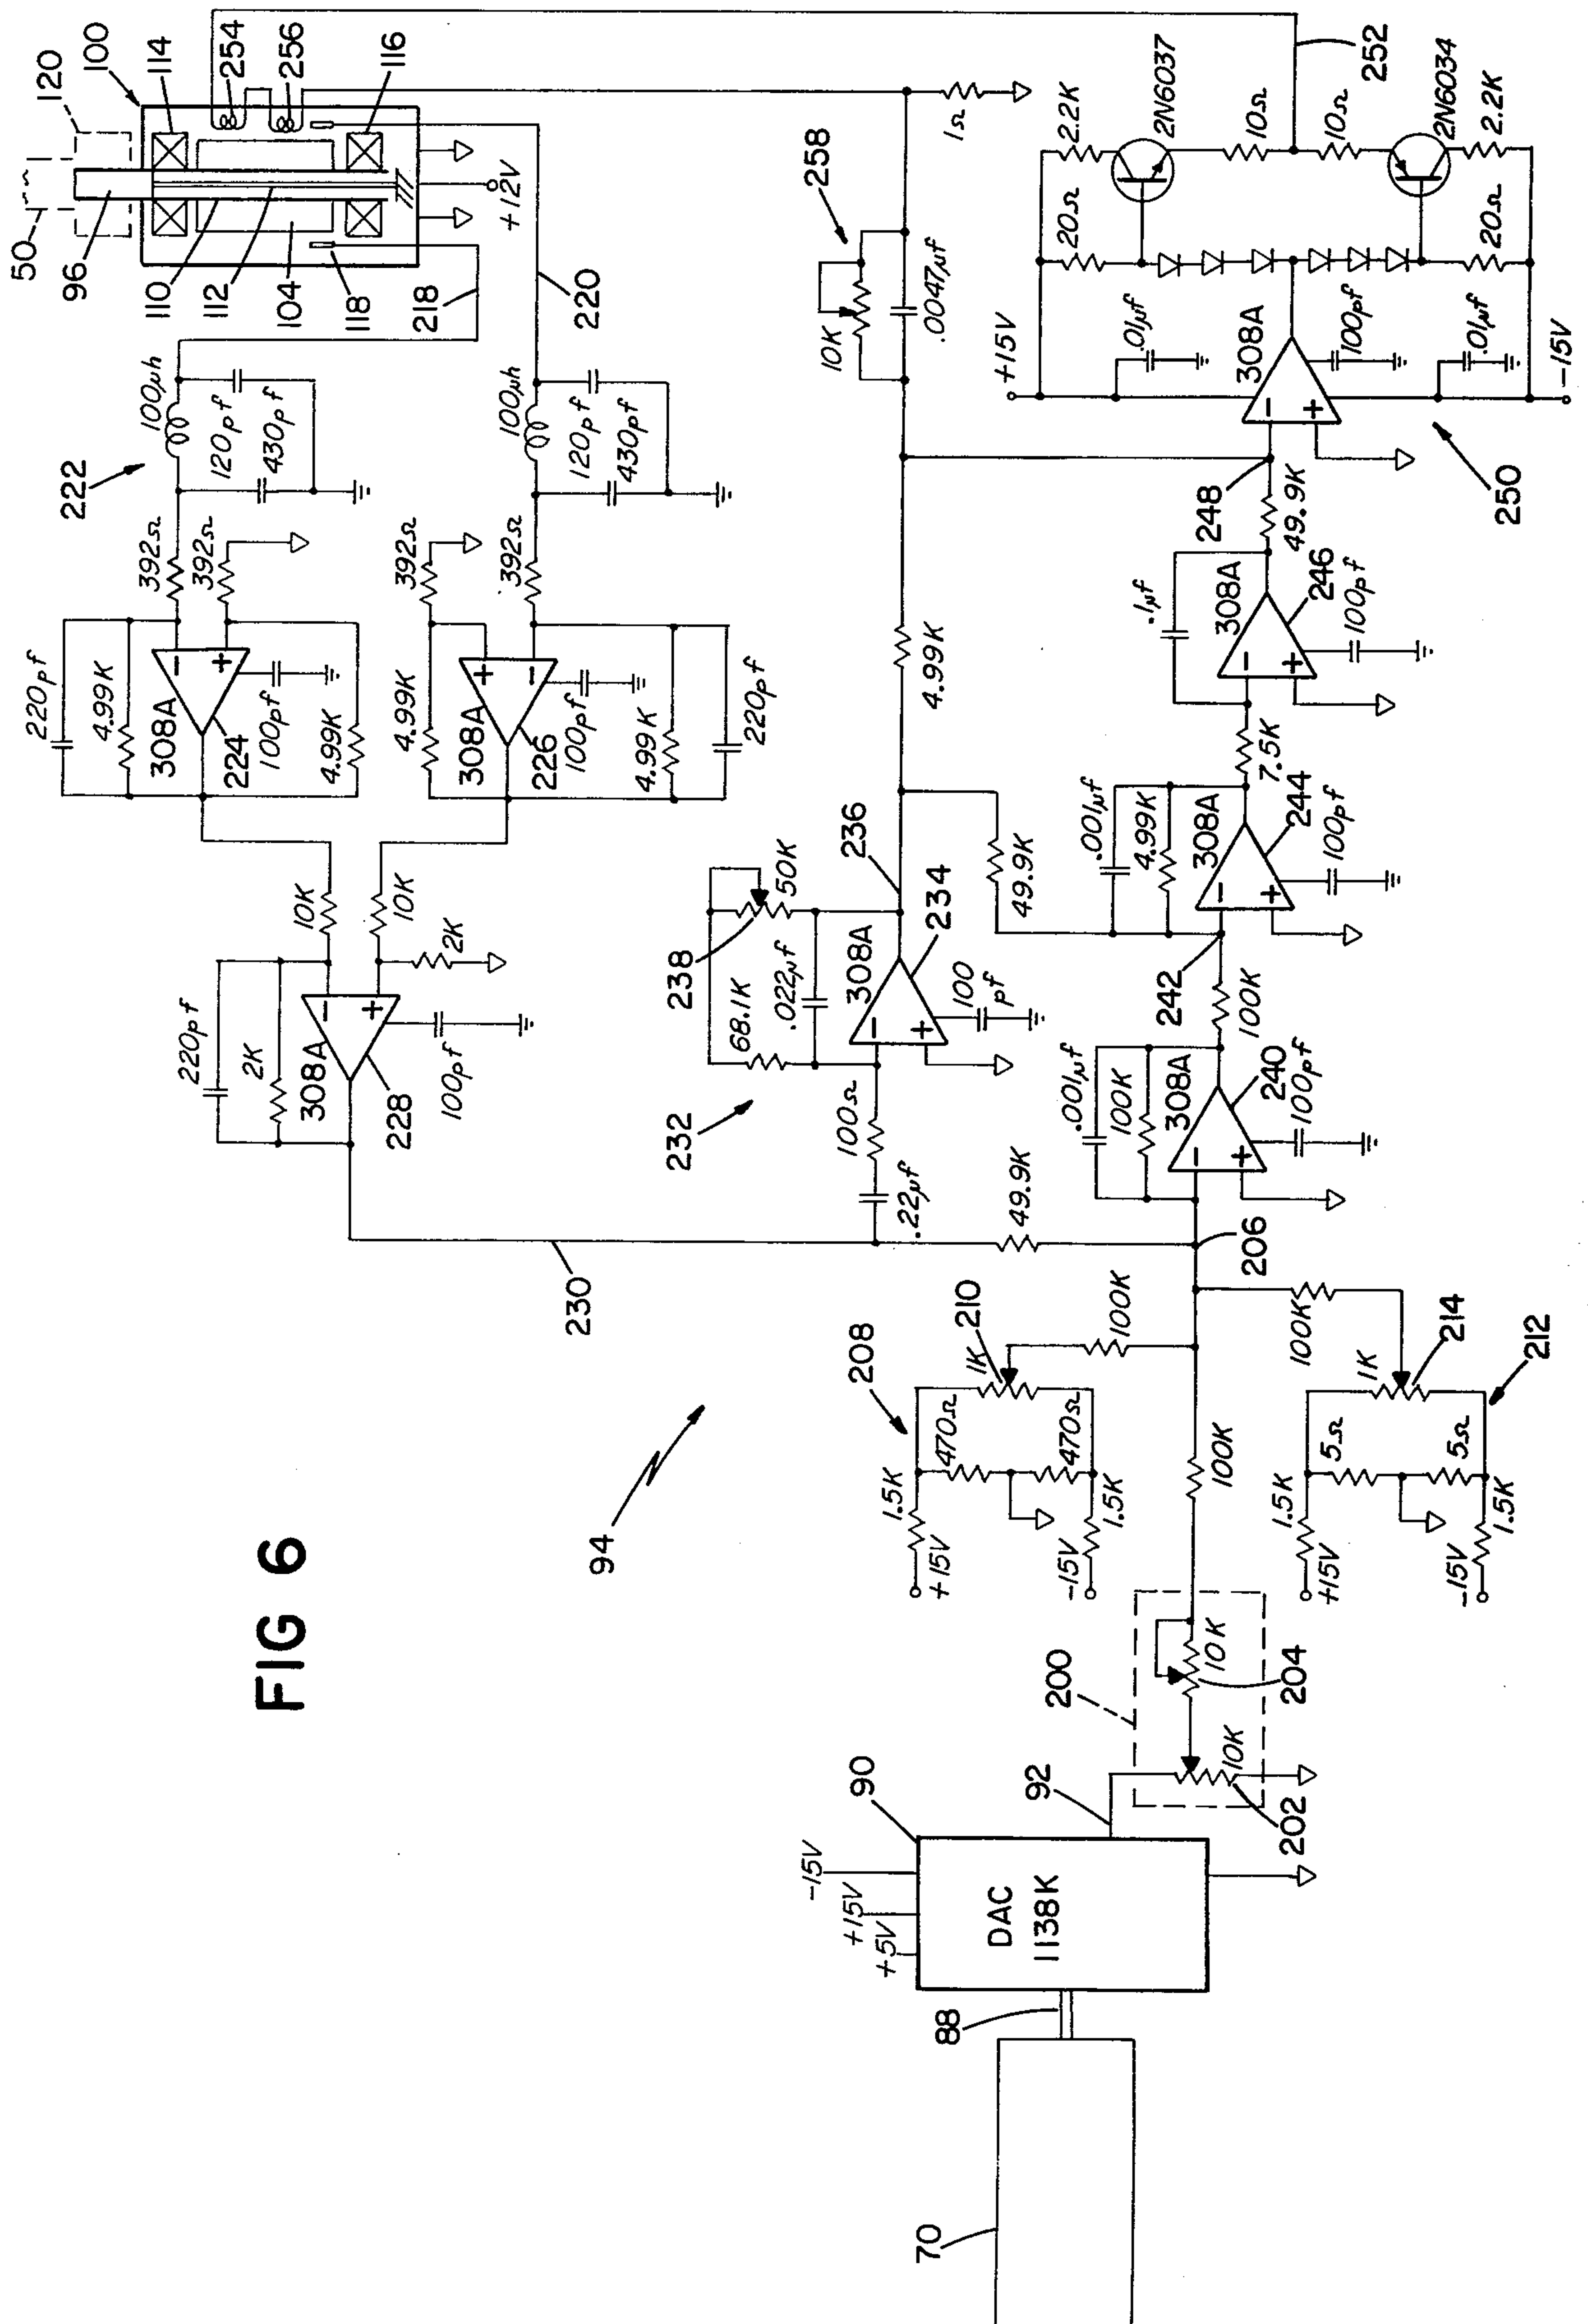 FIG 6
94
50
120
100
96
114
254
256
116
110
112
104
118
218
+12V
220
222
100μh
120pf
430pf
100μh
120pf
430pf
392Ω
392Ω
392Ω
392Ω
220pf
4.99K
308A
224
100pf
4.99K
4.99K
308A
226
100pf
4.99K
220pf
10K
10K
2K
220pf
2K
308A
228
100pf
230
232
238
50K
68.1K
.022μf
308A
234
236
100
pf
100Ω
.22μf
49.9K
4.99K
49.9K
258
10K
.0047μf
1Ω
252
+15V
.01μf
20Ω
2.2K
2N6037
10Ω
10Ω
2N6034
2.2K
20Ω
308A
100pf
.01μf
-15V
250
248
49.9K
.1μf
308A
246
100pf
7.5K
.001μf
4.99K
308A
244
100pf
242
100K
.001μf
100K
308A
240
100pf
206
208
210
1K
100K
470Ω
470Ω
1.5K
+15V
-15V
1.5K
100K
100K
214
212
1K
5Ω
5Ω
1.5K
+15V
-15V
1.5K
200
10K
204
10K
202
92
90
-15V
+15V
+5V
DAC
1138K
88
70